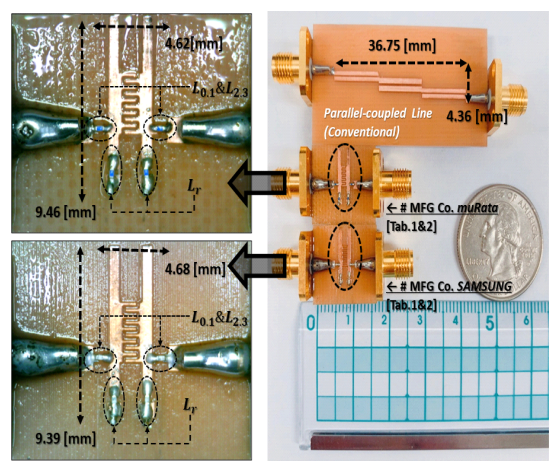 4.62[mm]
L0.1&L2.3
Lr
9.46 [mm]
4.68 [mm]
L0.1&L2.3
Lr
9.39 [mm]
36.75 [mm]
4.36 [mm]
Parallel-coupled Line
(Conventional)
← # MFG Co. muRata
[Tab.1&2]
← # MFG Co. SAMSUNG
[Tab.1&2]
0 1 2 3 4 5 6